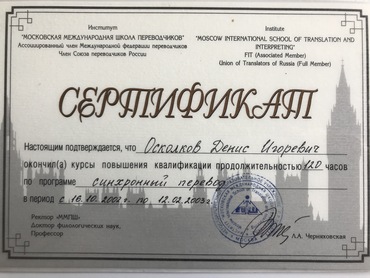 Институт
"МОСКОВСКАЯ МЕЖДУНАРОДНАЯ ШКОЛА ПЕРЕВОДЧИКОВ"
Ассоциированный член Международной федерации переводчиков
Член Союза переводчиков России
Institute
"MOSCOW INTERNATIONAL SCHOOL OF TRANSLATION AND INTERPRETING"
FIT (Associated Member)
Union of Translators of Russia (Full Member)
СЕРТИФИКАТ
Настоящим подтверждается, что Осколков Денис Игоревич
окончил(а) курсы повышения квалификации продолжительностью 120 часов
по программе синхронный перевод
в период с 16.10.2002г. по 12.02.2003г.
Ректор «ММШП»
Доктор филологических наук,
Профессор
Л.А. Черняховская